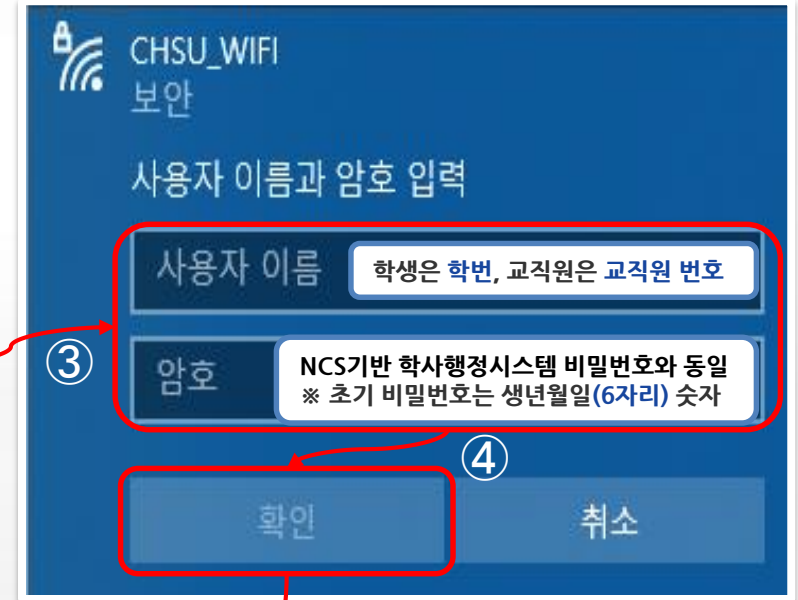 CHSU_WIFI
보안
사용자 이름과 암호 입력
사용자 이름
학생은 학번, 교직원은 교직원 번호
③
암호
NCS기반 학사행정시스템 비밀번호와 동일
※ 초기 비밀번호는 생년월일(6자리) 숫자
④
확인
취소